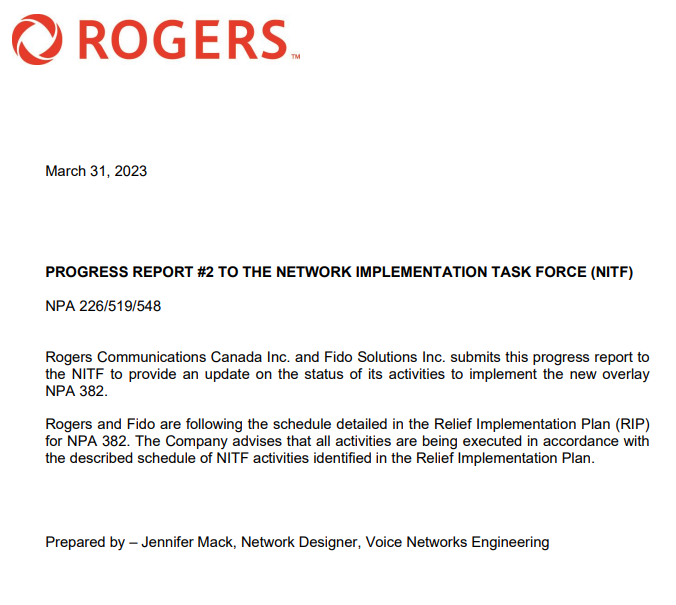 ROGERS™
March 31, 2023
PROGRESS REPORT #2 TO THE NETWORK IMPLEMENTATION TASK FORCE (NITF)
NPA 226/519/548
Rogers Communications Canada Inc. and Fido Solutions Inc. submits this progress report to
the NITF to provide an update on the status of its activities to implement the new overlay
NPA 382.
Rogers and Fido are following the schedule detailed in the Relief Implementation Plan (RIP)
for NPA 382. The Company advises that all activities are being executed in accordance with
the described schedule of NITF activities identified in the Relief Implementation Plan.
Prepared by – Jennifer Mack, Network Designer, Voice Networks Engineering